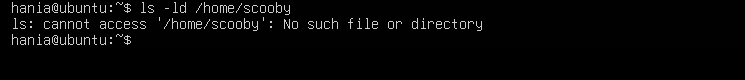 hania@ubuntu:~$ ls -ld /home/scooby
ls: cannot access '/home/scooby': No such file or directory
hania@ubuntu:~$